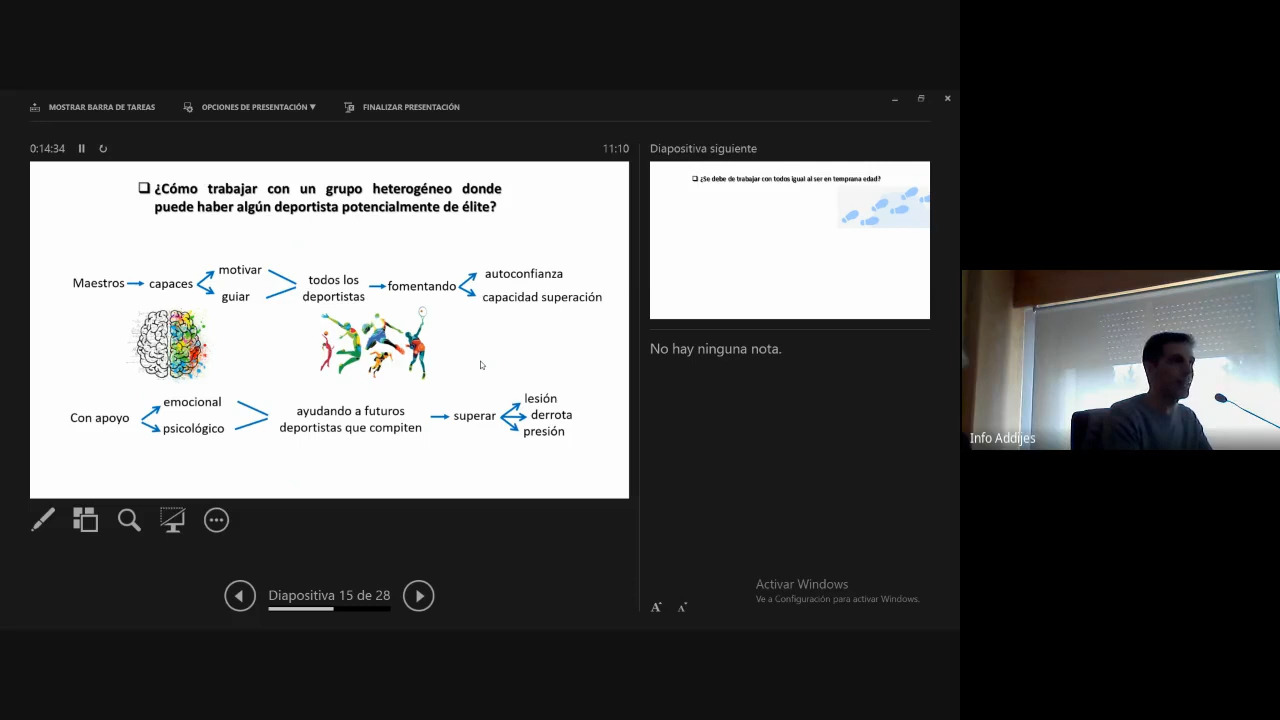 MOSTRAR BARRA DE TAREAS
OPCIONES DE PRESENTACIÓN ▼
FINALIZAR PRESENTACIÓN
0:14:34
11:10
Diapositiva siguiente
❑ ¿Cómo trabajar con un grupo heterogéneo donde
puede haber algún deportista potencialmente de élite?
Maestros
capaces
motivar
guiar
todos los
deportistas
fomentando
autoconfianza
capacidad superación
Con apoyo
emocional
psicológico
ayudando a futuros
deportistas que compiten
superar
lesión
derrota
presión
❑ ¿Se debe de trabajar con todos igual al ser en temprana edad?
No hay ninguna nota.
Info Addijes
Diapositiva 15 de 28
Activar Windows
Ve a Configuración para activar Windows.
A A